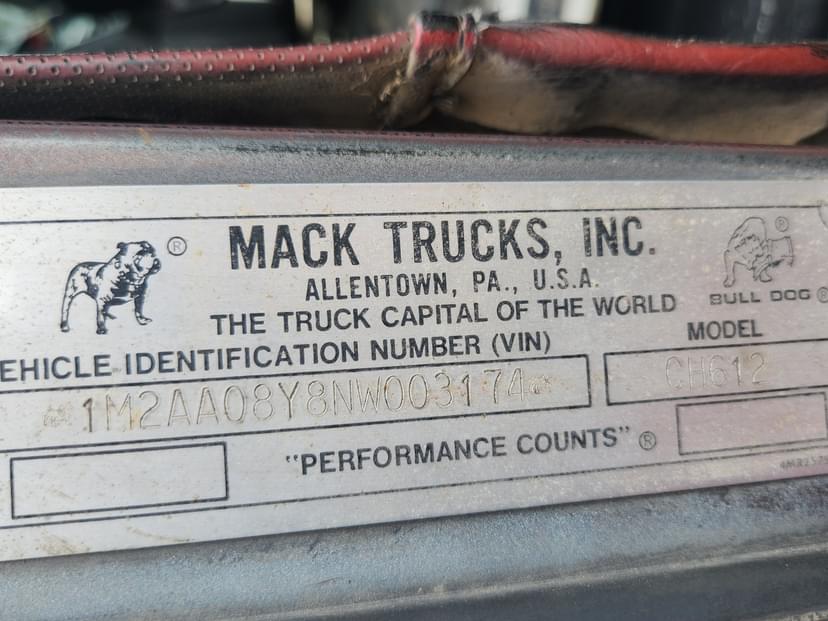 MACK TRUCKS, INC.
ALLENTOWN, PA., U.S.A.
THE TRUCK CAPITAL OF THE WORLD
®
®
BULL DOG ®
EHICLE IDENTIFICATION NUMBER (VIN)
MODEL
1M2AA08Y8NW003174
CH612
"PERFORMANCE COUNTS" ®